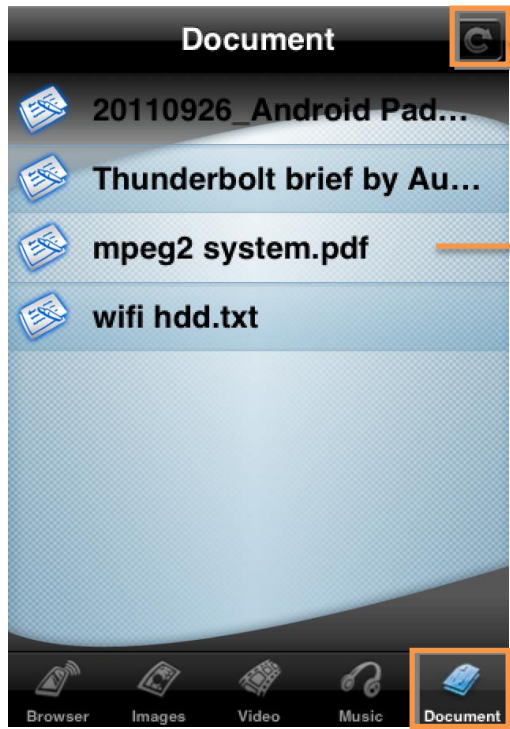 Document
20110926_Android Pad...
Thunderbolt brief by Au...
mpeg2 system.pdf
wifi hdd.txt
Browser Images Video Music Document